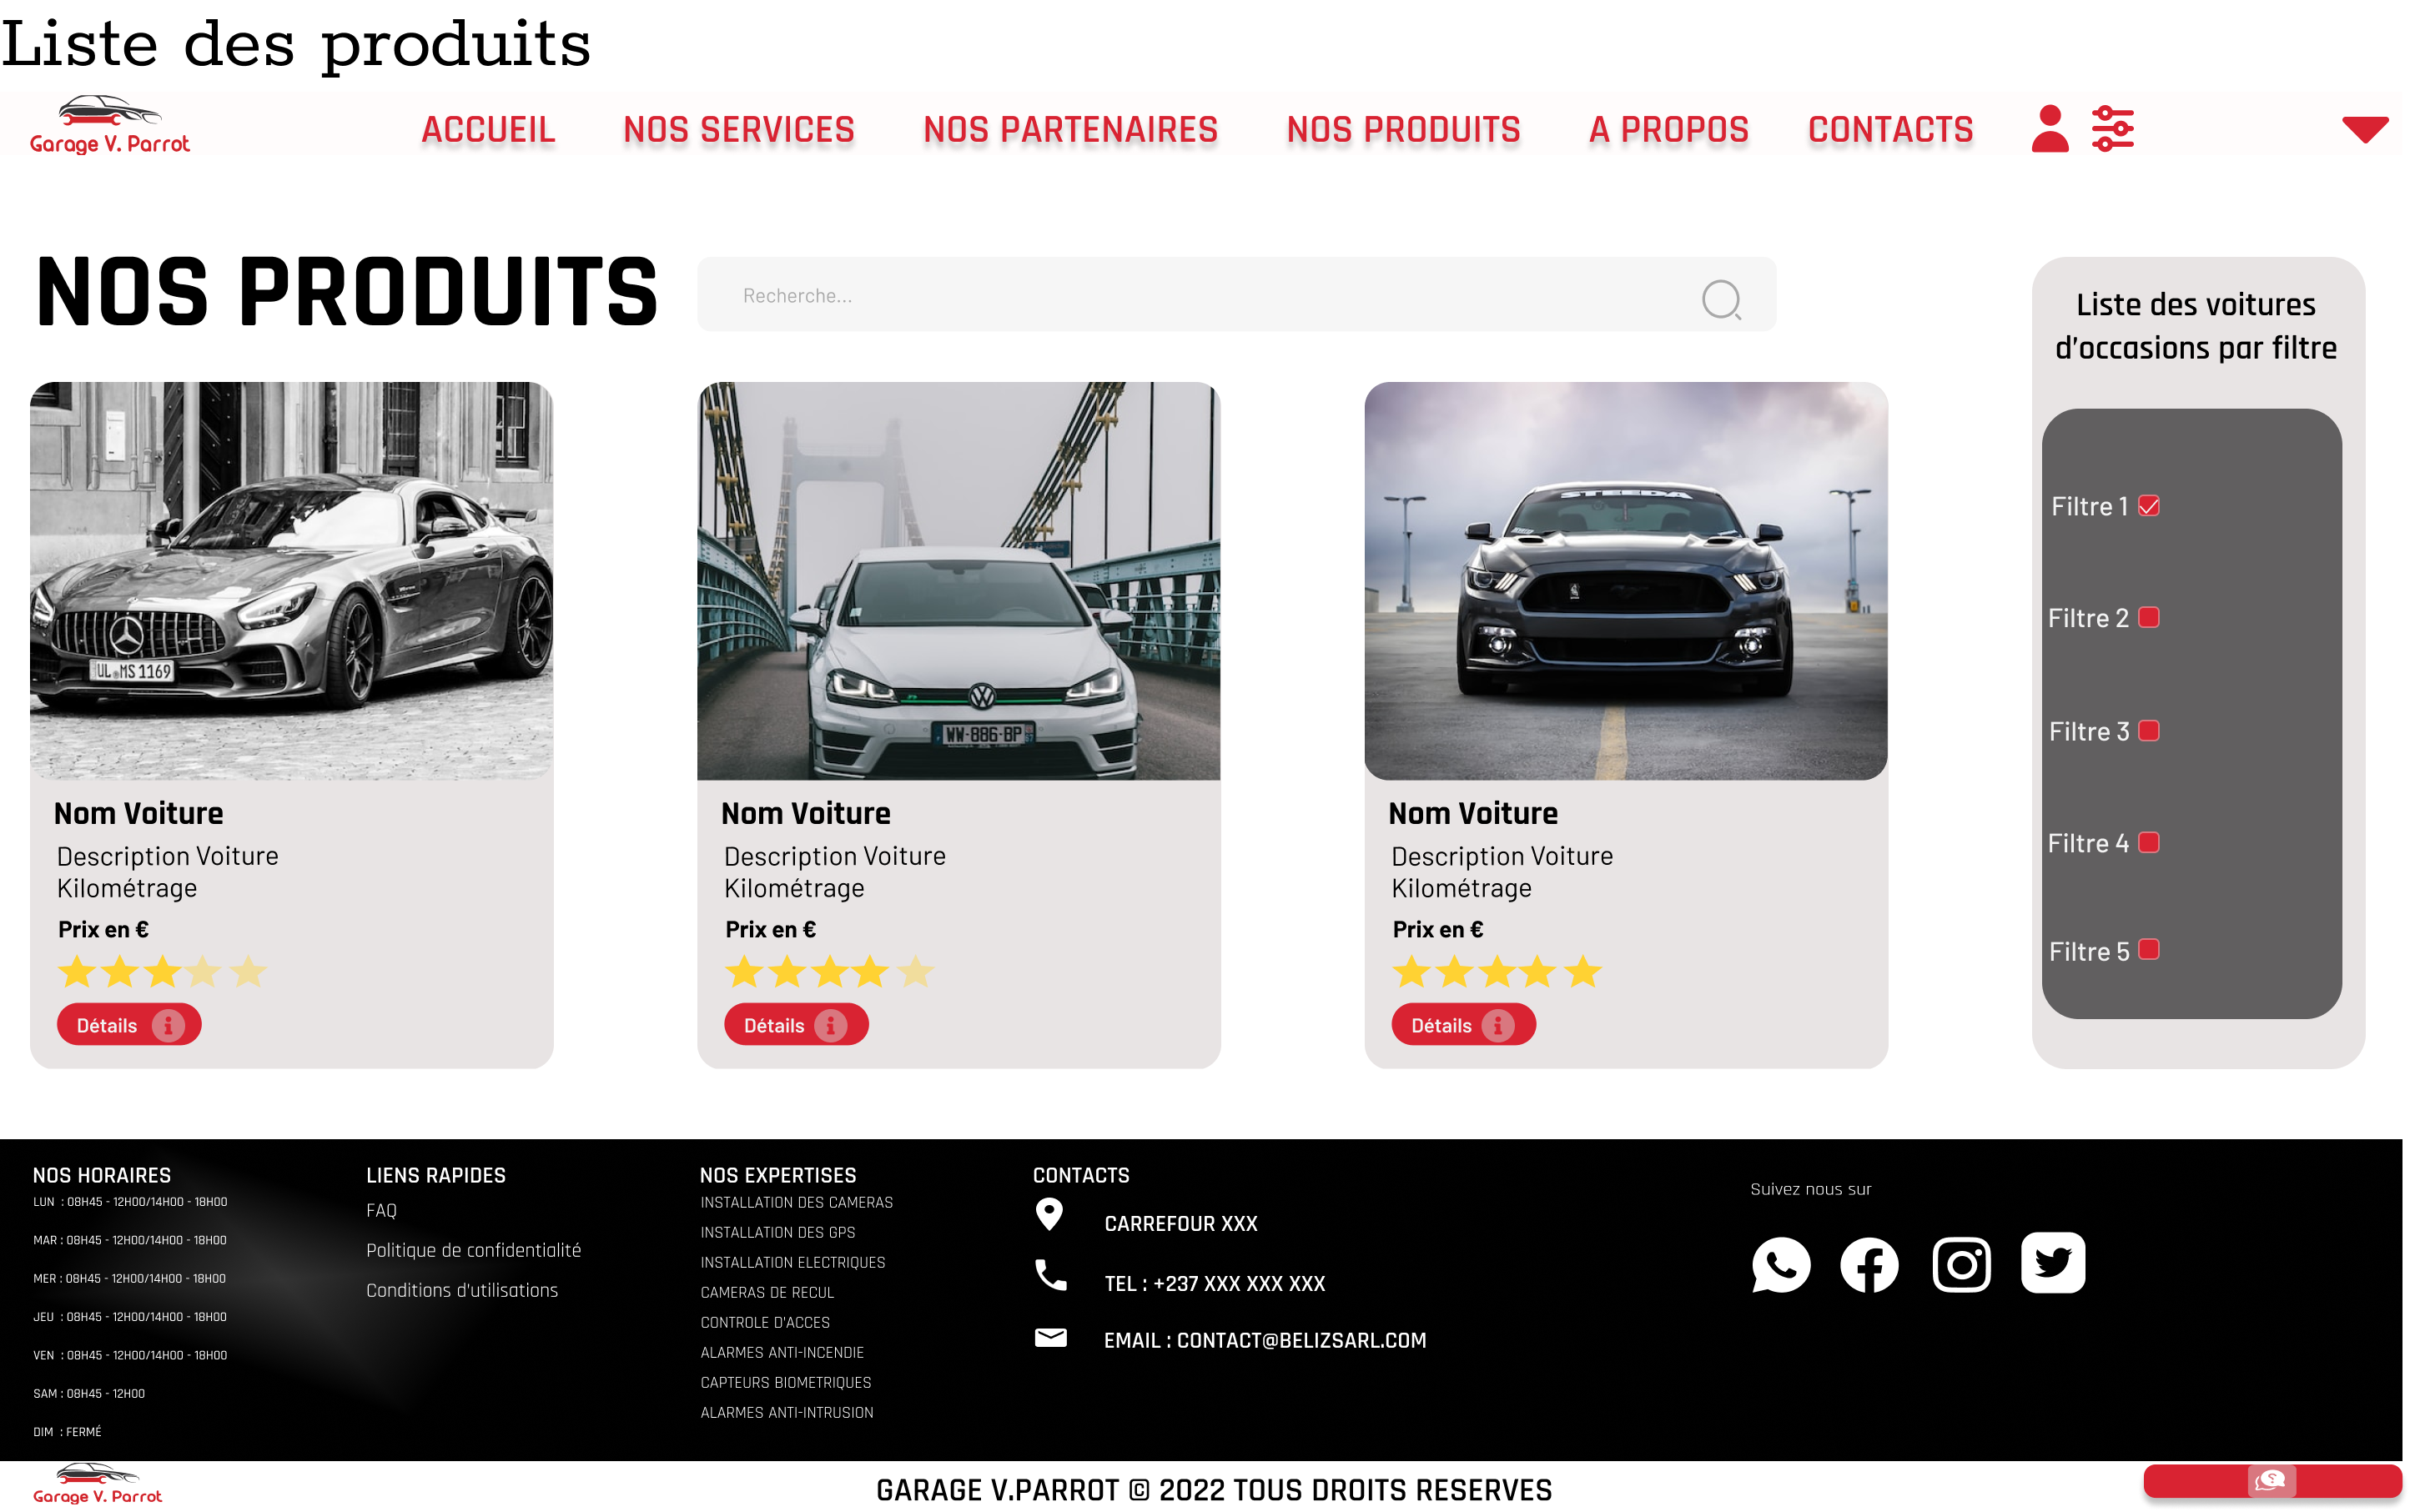 Liste des produits
Garage V. Parrot
ACCUEIL
NOS SERVICES
NOS PARTENAIRES
NOS PRODUITS
A PROPOS
CONTACTS
NOS PRODUITS
Recherche...
Liste des voitures
d'occasions par filtre
Filtre 1
Filtre 2
Filtre 3
Filtre 4
Filtre 5
UL MS 1169
Nom Voiture
Description Voiture
Kilométrage
Prix en €
Détails
WW-886-BP
Nom Voiture
Description Voiture
Kilométrage
Prix en €
Détails
STEEDA
Nom Voiture
Description Voiture
Kilométrage
Prix en €
Détails
NOS HORAIRES
LUN : 08H45 - 12H00/14H00 - 18H00
MAR : 08H45 - 12H00/14H00 - 18H00
MER : 08H45 - 12H00/14H00 - 18H00
JEU : 08H45 - 12H00/14H00 - 18H00
VEN : 08H45 - 12H00/14H00 - 18H00
SAM : 08H45 - 12H00
DIM : FERMÉ
LIENS RAPIDES
FAQ
Politique de confidentialité
Conditions d'utilisations
NOS EXPERTISES
INSTALLATION DES CAMERAS
INSTALLATION DES GPS
INSTALLATION ELECTRIQUES
CAMERAS DE RECUL
CONTROLE D'ACCES
ALARMES ANTI-INCENDIE
CAPTEURS BIOMETRIQUES
ALARMES ANTI-INTRUSION
CONTACTS
CARREFOUR XXX
TEL : +237 XXX XXX XXX
EMAIL : CONTACT@BELIZSARL.COM
Suivez nous sur
Garage V. Parrot
GARAGE V.PARROT © 2022 TOUS DROITS RESERVES